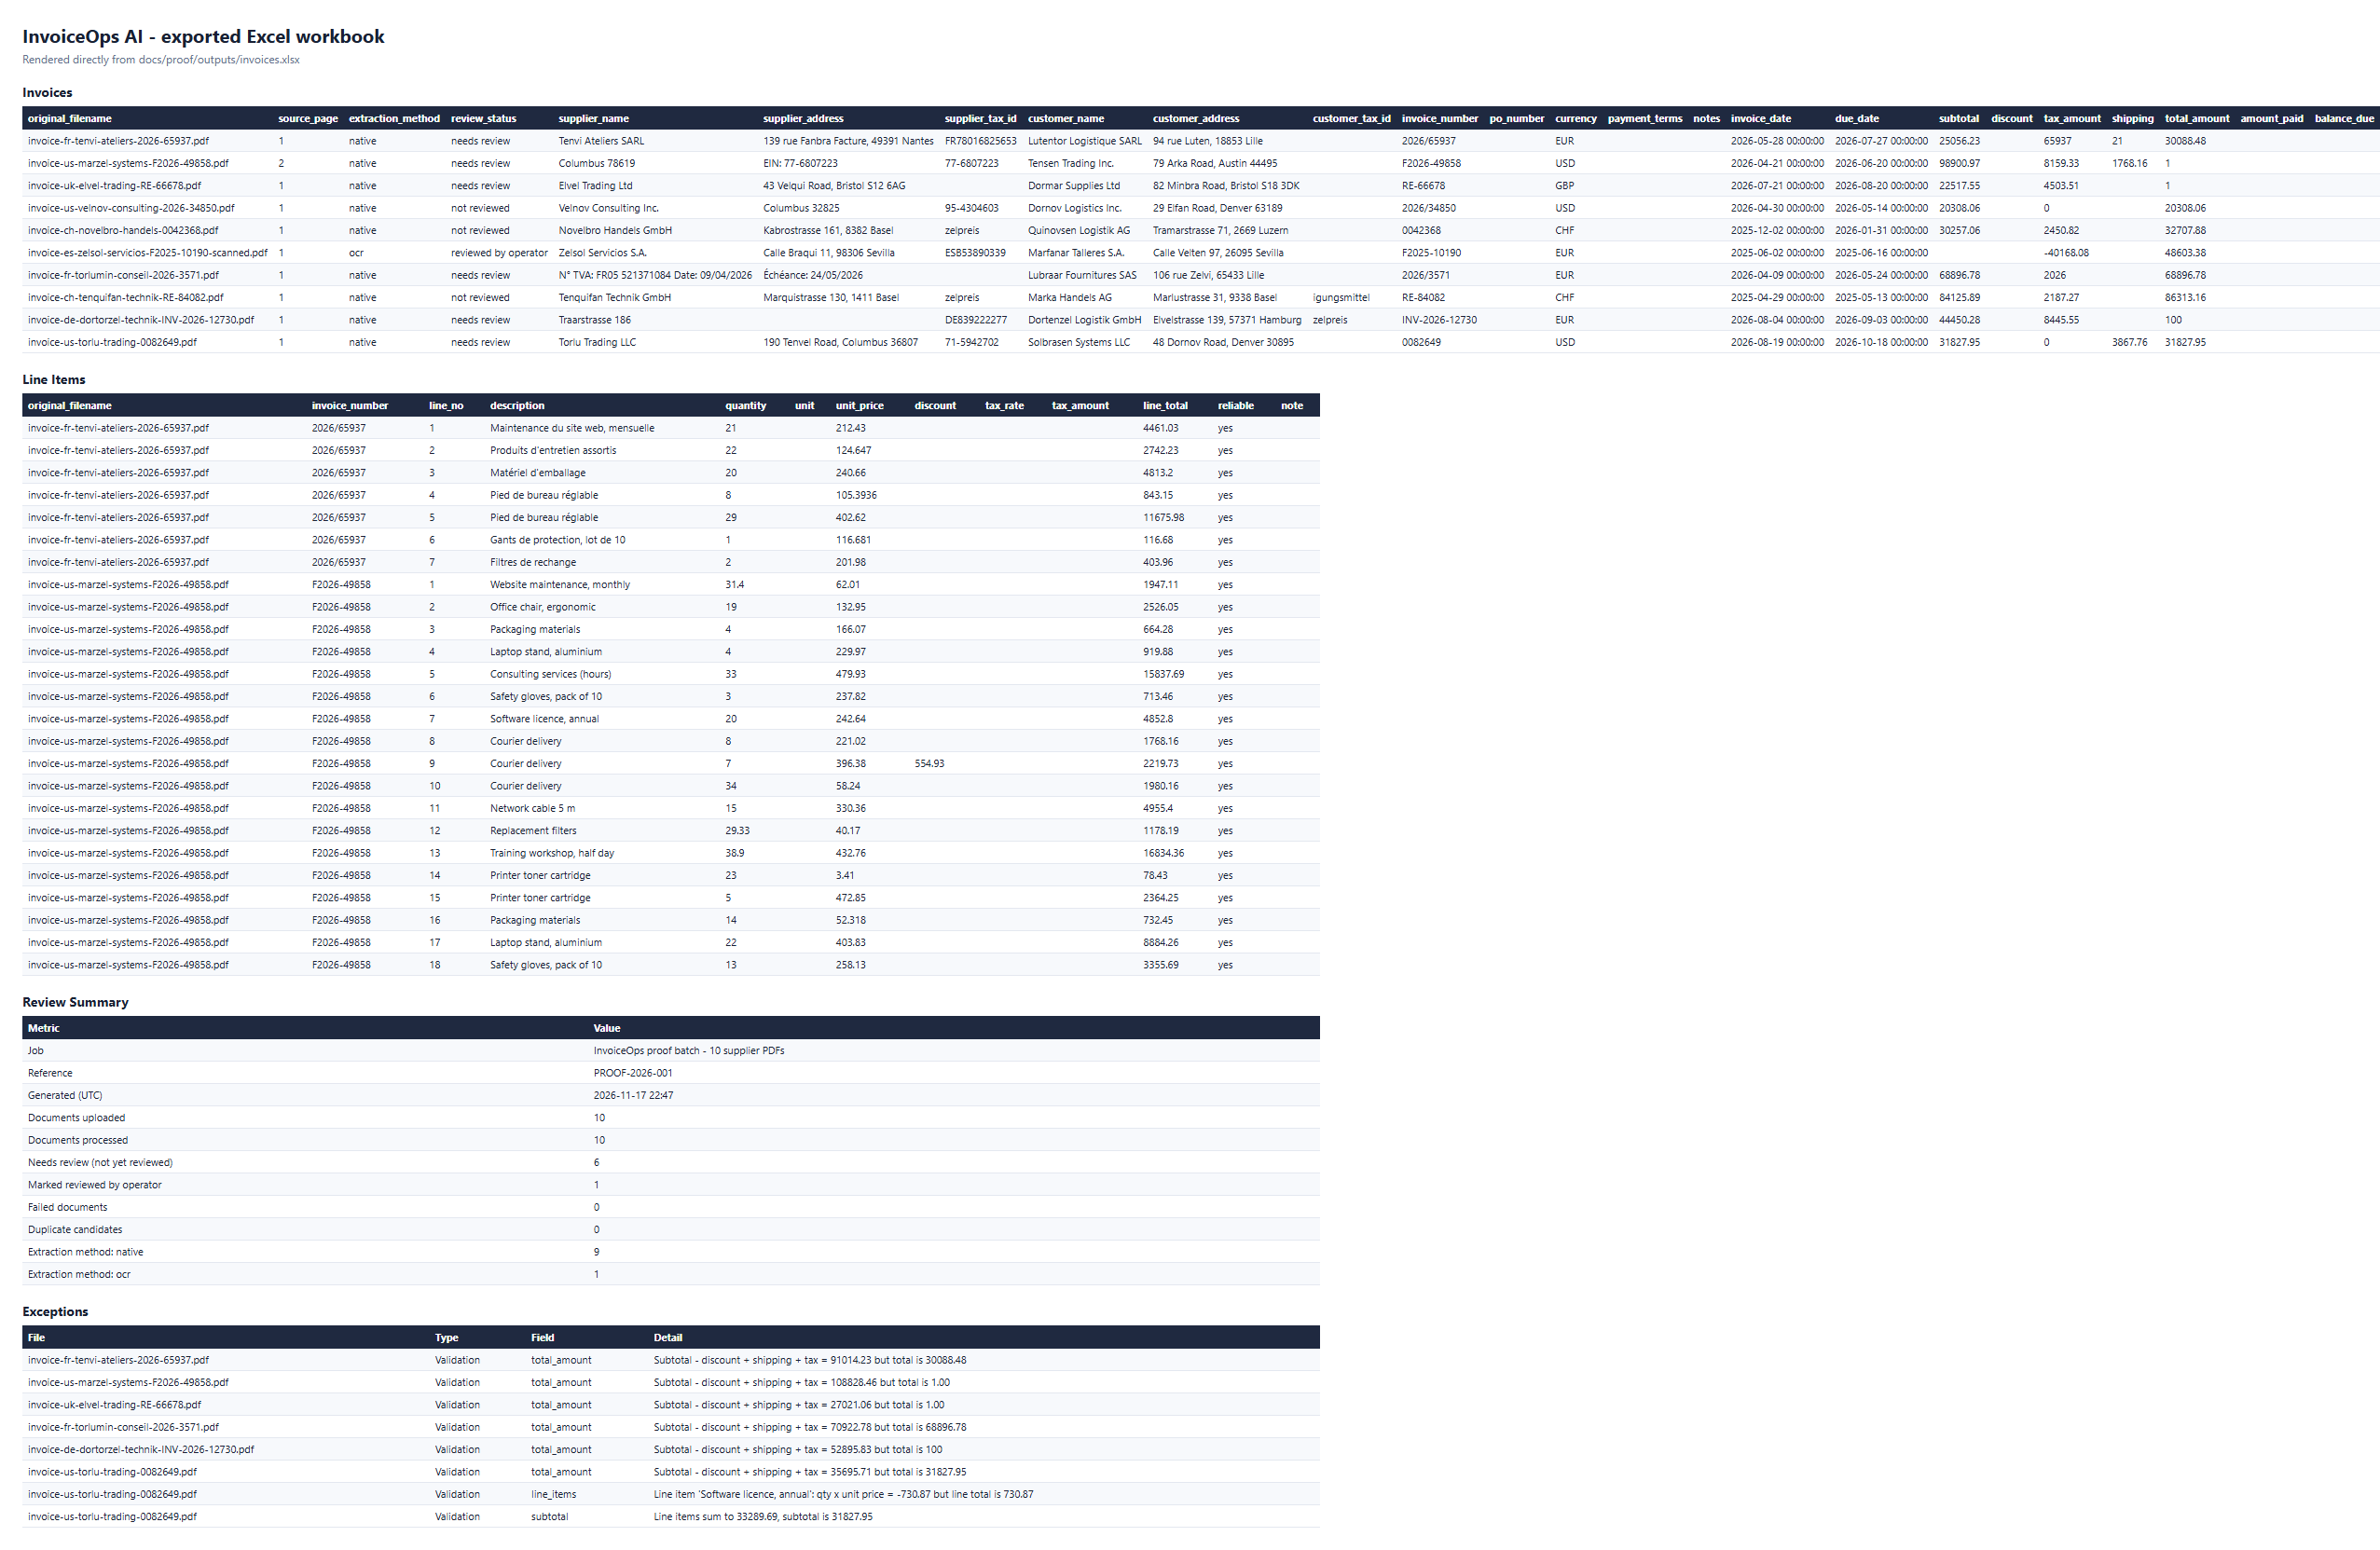 InvoiceOps AI - exported Excel workbook
Rendered directly from docs/proof/outputs/invoices.xlsx
Invoices
original_filename source_page extraction_method review_status supplier_name supplier_address supplier_tax_id customer_name customer_address customer_tax_id invoice_number po_number currency payment_terms notes invoice_date due_date subtotal discount tax_amount shipping total_amount amount_paid balance_due
invoice-fr-tenvi-ateliers-2026-65937.pdf 1 native needs review Tenvi Ateliers SARL 139 rue Fanbra Facture, 49391 Nantes FR78016825653 Lutentor Logistique SARL 94 rue Luten, 18853 Lille 2026/65937 EUR 2026-05-28 00:00:00 2026-07-27 00:00:00 25056.23 65937 21 30088.48
invoice-us-marzel-systems-F2026-49858.pdf 2 native needs review Columbus 78619 EIN: 77-6807223 77-6807223 Tensen Trading Inc. 79 Arka Road, Austin 44495 F2026-49858 USD 2026-04-21 00:00:00 2026-06-20 00:00:00 98900.97 8159.33 1768.16 1
invoice-uk-elvel-trading-RE-66678.pdf 1 native needs review Elvel Trading Ltd 43 Velqui Road, Bristol S12 6AG Dormar Supplies Ltd 82 Minbra Road, Bristol S18 3DK RE-66678 GBP 2026-07-21 00:00:00 2026-08-20 00:00:00 22517.55 4503.51 1
invoice-us-velnov-consulting-2026-34850.pdf 1 native not reviewed Velnov Consulting Inc. Columbus 32825 95-4304603 Dornov Logistics Inc. 29 Elfan Road, Denver 63189 2026/34850 USD 2026-04-30 00:00:00 2026-05-14 00:00:00 20308.06 0 20308.06
invoice-ch-novelbro-handels-0042368.pdf 1 native not reviewed Novelbro Handels GmbH Kabrostrasse 161, 8382 Basel zelpreis Quinovsen Logistik AG Tramarstrasse 71, 2669 Luzern 0042368 CHF 2025-12-02 00:00:00 2026-01-31 00:00:00 30257.06 2450.82 32707.88
invoice-es-zelsol-servicios-F2025-10190-scanned.pdf 1 ocr reviewed by operator Zelsol Servicios S.A. Calle Braqui 11, 98306 Sevilla ES853890339 Marfanar Talleres S.A. Calle Velten 97, 26095 Sevilla F2025-10190 EUR 2025-06-02 00:00:00 2025-06-16 00:00:00 -40168.08 48603.38
invoice-fr-torlumin-conseil-2026-3571.pdf 1 native needs review N° TVA: FR05 521371084 Date: 09/04/2026 Échéance: 24/05/2026 Lubraar Fournitures SAS 106 rue Zelvi, 65433 Lille 2026/3571 EUR 2026-04-09 00:00:00 2026-05-24 00:00:00 68896.78 2026 68896.78
invoice-ch-tenquifan-technik-RE-84082.pdf 1 native not reviewed Tenquifan Technik GmbH Marquistrasse 130, 1411 Basel zelpreis Marka Handels AG Marlustrasse 31, 9338 Basel igungsmittel RE-84082 CHF 2025-04-29 00:00:00 2025-05-13 00:00:00 84125.89 2187.27 86313.16
invoice-de-dortorzel-technik-INV-2026-12730.pdf 1 native needs review Traarstrasse 186 DE839222277 Dortenzel Logistik GmbH Elvelstrasse 139, 57371 Hamburg zelpreis INV-2026-12730 EUR 2026-08-04 00:00:00 2026-09-03 00:00:00 44450.28 8445.55 100
invoice-us-torlu-trading-0082649.pdf 1 native needs review Torlu Trading LLC 190 Tenvel Road, Columbus 36807 71-5942702 Solbrasen Systems LLC 48 Dornov Road, Denver 30895 0082649 USD 2026-08-19 00:00:00 2026-10-18 00:00:00 31827.95 0 3867.76 31827.95
Line Items
original_filename invoice_number line_no description quantity unit unit_price discount tax_rate tax_amount line_total reliable note
invoice-fr-tenvi-ateliers-2026-65937.pdf 2026/65937 1 Maintenance du site web, mensuelle 21 212.43 4461.03 yes
invoice-fr-tenvi-ateliers-2026-65937.pdf 2026/65937 2 Produits d'entretien assortis 22 124.647 2742.23 yes
invoice-fr-tenvi-ateliers-2026-65937.pdf 2026/65937 3 Matériel d'emballage 20 240.66 4813.2 yes
invoice-fr-tenvi-ateliers-2026-65937.pdf 2026/65937 4 Pied de bureau réglable 8 105.3936 843.15 yes
invoice-fr-tenvi-ateliers-2026-65937.pdf 2026/65937 5 Pied de bureau réglable 29 402.62 11675.98 yes
invoice-fr-tenvi-ateliers-2026-65937.pdf 2026/65937 6 Gants de protection, lot de 10 1 116.681 116.68 yes
invoice-fr-tenvi-ateliers-2026-65937.pdf 2026/65937 7 Filtres de rechange 2 201.98 403.96 yes
invoice-us-marzel-systems-F2026-49858.pdf F2026-49858 1 Website maintenance, monthly 31.4 62.01 1947.11 yes
invoice-us-marzel-systems-F2026-49858.pdf F2026-49858 2 Office chair, ergonomic 19 132.95 2526.05 yes
invoice-us-marzel-systems-F2026-49858.pdf F2026-49858 3 Packaging materials 4 166.07 664.28 yes
invoice-us-marzel-systems-F2026-49858.pdf F2026-49858 4 Laptop stand, aluminium 4 229.97 919.88 yes
invoice-us-marzel-systems-F2026-49858.pdf F2026-49858 5 Consulting services (hours) 33 479.93 15837.69 yes
invoice-us-marzel-systems-F2026-49858.pdf F2026-49858 6 Safety gloves, pack of 10 3 237.82 713.46 yes
invoice-us-marzel-systems-F2026-49858.pdf F2026-49858 7 Software licence, annual 20 242.64 4852.8 yes
invoice-us-marzel-systems-F2026-49858.pdf F2026-49858 8 Courier delivery 8 221.02 1768.16 yes
invoice-us-marzel-systems-F2026-49858.pdf F2026-49858 9 Courier delivery 7 396.38 554.93 2219.73 yes
invoice-us-marzel-systems-F2026-49858.pdf F2026-49858 10 Courier delivery 34 58.24 1980.16 yes
invoice-us-marzel-systems-F2026-49858.pdf F2026-49858 11 Network cable 5 m 15 330.36 4955.4 yes
invoice-us-marzel-systems-F2026-49858.pdf F2026-49858 12 Replacement filters 29.33 40.17 1178.19 yes
invoice-us-marzel-systems-F2026-49858.pdf F2026-49858 13 Training workshop, half day 38.9 432.76 16834.36 yes
invoice-us-marzel-systems-F2026-49858.pdf F2026-49858 14 Printer toner cartridge 23 3.41 78.43 yes
invoice-us-marzel-systems-F2026-49858.pdf F2026-49858 15 Printer toner cartridge 5 472.85 2364.25 yes
invoice-us-marzel-systems-F2026-49858.pdf F2026-49858 16 Packaging materials 14 52.318 732.45 yes
invoice-us-marzel-systems-F2026-49858.pdf F2026-49858 17 Laptop stand, aluminium 22 403.83 8884.26 yes
invoice-us-marzel-systems-F2026-49858.pdf F2026-49858 18 Safety gloves, pack of 10 13 258.13 3355.69 yes
Review Summary
Metric Value
Job InvoiceOps proof batch - 10 supplier PDFs
Reference PROOF-2026-001
Generated (UTC) 2026-11-17 22:47
Documents uploaded 10
Documents processed 10
Needs review (not yet reviewed) 6
Marked reviewed by operator 1
Failed documents 0
Duplicate candidates 0
Extraction method: native 9
Extraction method: ocr 1
Exceptions
File Type Field Detail
invoice-fr-tenvi-ateliers-2026-65937.pdf Validation total_amount Subtotal - discount + shipping + tax = 91014.23 but total is 30088.48
invoice-us-marzel-systems-F2026-49858.pdf Validation total_amount Subtotal - discount + shipping + tax = 108828.46 but total is 1.00
invoice-uk-elvel-trading-RE-66678.pdf Validation total_amount Subtotal - discount + shipping + tax = 27021.06 but total is 1.00
invoice-fr-torlumin-conseil-2026-3571.pdf Validation total_amount Subtotal - discount + shipping + tax = 70922.78 but total is 68896.78
invoice-de-dortorzel-technik-INV-2026-12730.pdf Validation total_amount Subtotal - discount + shipping + tax = 52895.83 but total is 100
invoice-us-torlu-trading-0082649.pdf Validation total_amount Subtotal - discount + shipping + tax = 35695.71 but total is 31827.95
invoice-us-torlu-trading-0082649.pdf Validation line_items Line item 'Software licence, annual': qty x unit price = -730.87 but line total is 730.87
invoice-us-torlu-trading-0082649.pdf Validation subtotal Line items sum to 33289.69, subtotal is 31827.95